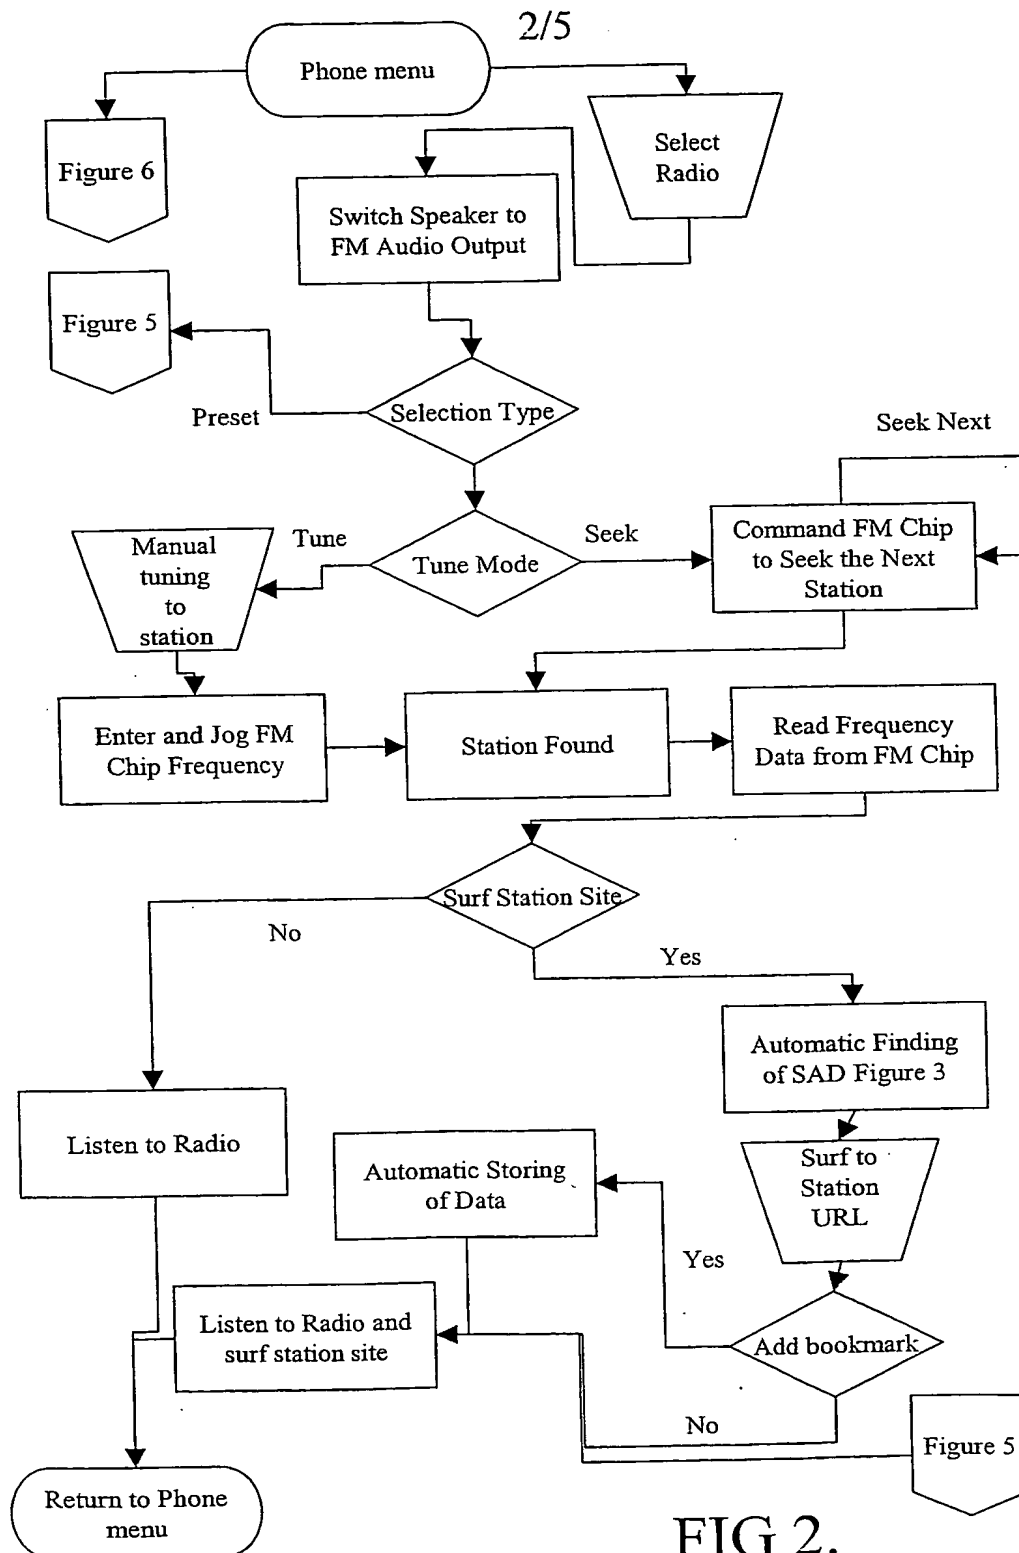 2/5
Phone menu
Figure 6
Select
Radio
Switch Speaker to
FM Audio Output
Figure 5
Preset
Selection Type
Seek Next
Manual
tuning
to
station
Tune
Tune Mode
Seek
Command FM Chip
to Seek the Next
Station
Enter and Jog FM
Chip Frequency
Station Found
Read Frequency
Data from FM Chip
Surf Station Site
No
Yes
Automatic Finding
of SAD Figure 3
Listen to Radio
Automatic Storing
of Data
Surf to
Station
URL
Yes
Listen to Radio and
surf station site
Add bookmark
No
Figure 5
Return to Phone
menu
FIG 2.